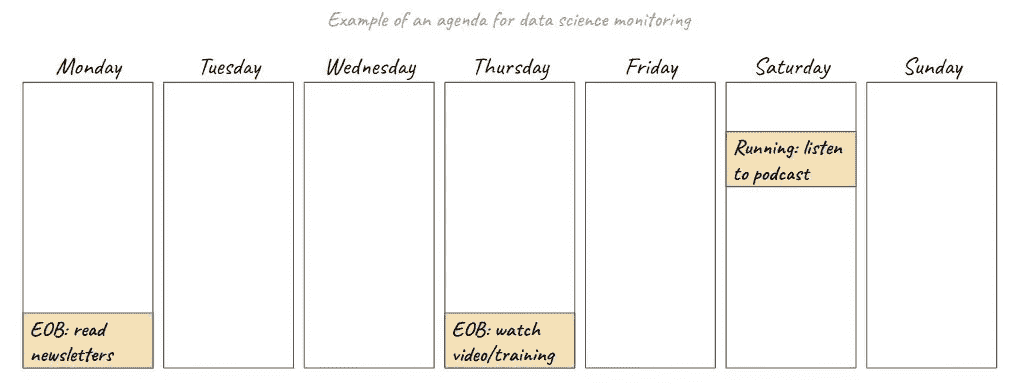 Example of an agenda for data science monitoring
Monday
Tuesday
Wednesday
Thursday
Friday
Saturday
Sunday
Running: listen
to podcast
EOB: read
newsletters
EOB: watch
video/training